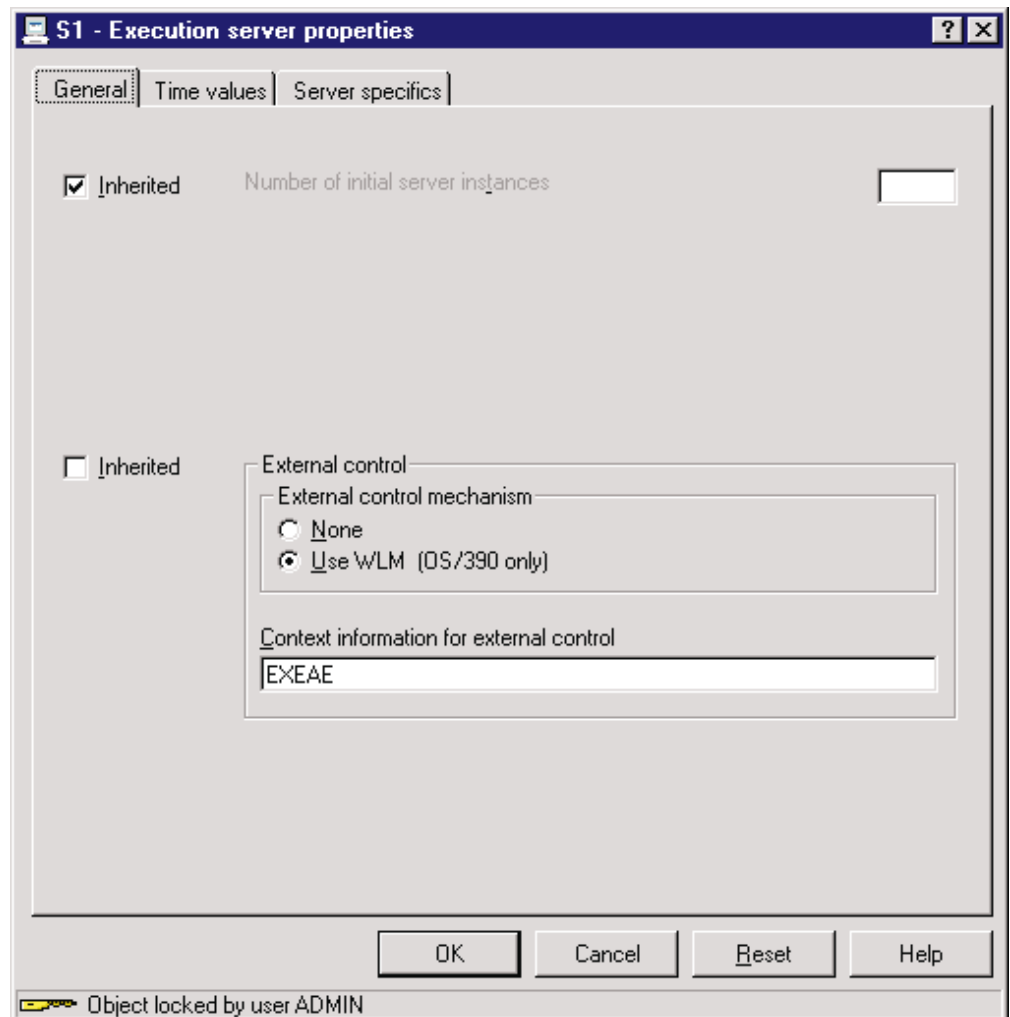 S1 - Execution server properties
General Time values Server specifics
Inherited Number of initial server instances
Inherited External control
External control mechanism
None
Use WLM (OS/390 only)
Context information for external control
EXEAE
OK Cancel Reset Help
Object locked by user ADMIN